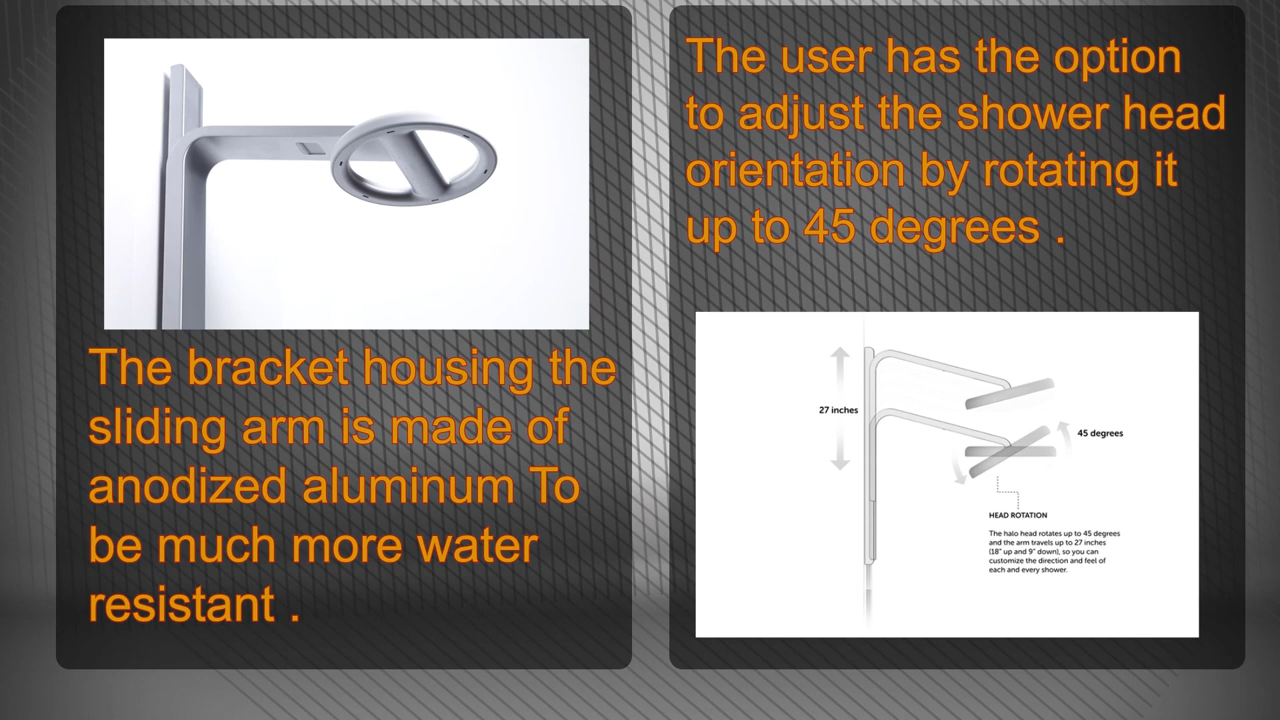 The bracket housing the
sliding arm is made of
anodized aluminum To
be much more water
resistant .
The user has the option
to adjust the shower head
orientation by rotating it
up to 45 degrees .
27 inches
45 degrees
HEAD ROTATION
The halo head rotates up to 45 degrees
and the arm travels up to 27 inches
(18" up and 9" down), so you can
customize the direction and feel of
each and every shower.